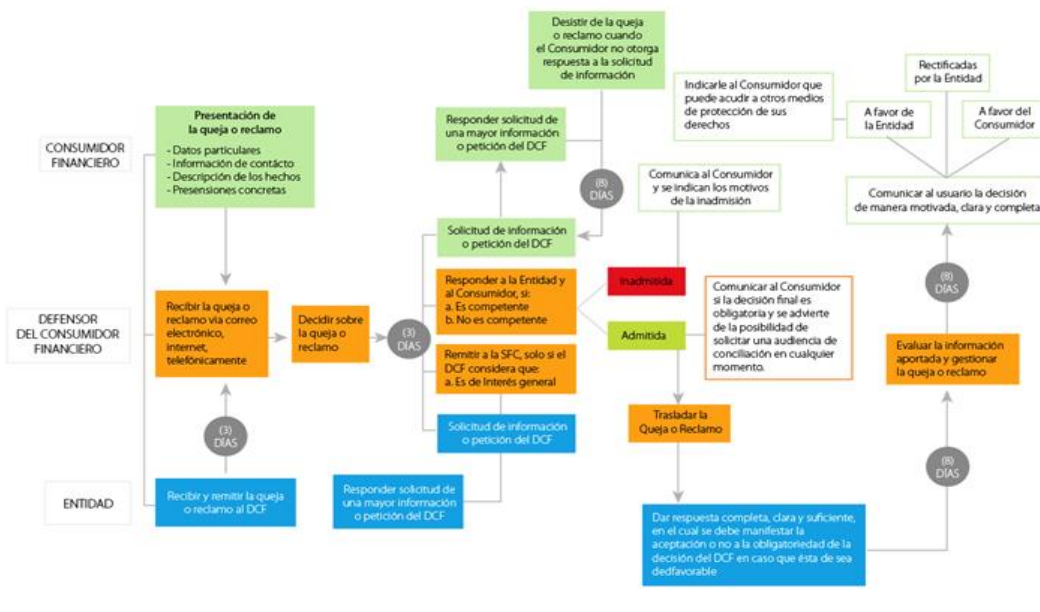 Desistir de la queja
o reclamo cuando
el Consumidor no otorga
respuesta a la solicitud
de información
Rectificadas
por la Entidad
Indicarle al Consumidor que
puede acudir a otros medios
de protección de sus
derechos
A favor de
la Entidad
A favor del
Consumidor
Presentación de
la queja o reclamo
- Datos particulares
- Información de contácto
- Descripción de los hechos
- Presensiones concretas
CONSUMIDOR
FINANCIERO
Responder solicitud de
una mayor información
o petición del DCF
(8)
DÍAS
Comunica al Consumidor
y se indican los motivos
de la inadmisión
Comunicar al usuario la decisión
de manera motivada, clara y completa
Solicitud de información
o petición del DCF
DEFENSOR
DEL CONSUMIDOR
FINANCIERO
Recibir la queja o
reclamo via correo
electrónico,
internet,
telefónicamente
Decidir sobre
la queja o
reclamo
(3)
DÍAS
Responder a la Entidad y
al Consumidor, si:
a. Es competente
b. No es competente
Inadmitida
Admitida
Comunicar al Consumidor
si la decisión final es
obligatoria y se advierte
de la posibilidad de
solicitar una audiencia de
conciliación en cualquier
momento.
(8)
DÍAS
Evaluar la información
aportada y gestionar
la queja o reclamo
Remitir a la SFC, solo si el
DCF considera que:
a. Es de Interés general
Solicitud de información
o petición del DCF
Trasladar la
Queja o Reclamo
(3)
DÍAS
(8)
DÍAS
ENTIDAD
Recibir y remitir la queja
o reclamo al DCF
Responder solicitud de
una mayor información
o petición del DCF
Dar respuesta completa, clara y suficiente,
en el cual se debe manifestar la
aceptación o no a la obligatoriedad de la
decisión del DCF en caso que ésta de sea
dedfavorable